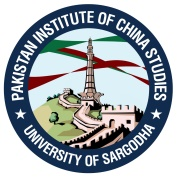 PAKISTAN INSTITUTE OF CHINA STUDIES
UNIVERSITY OF SARGODHA